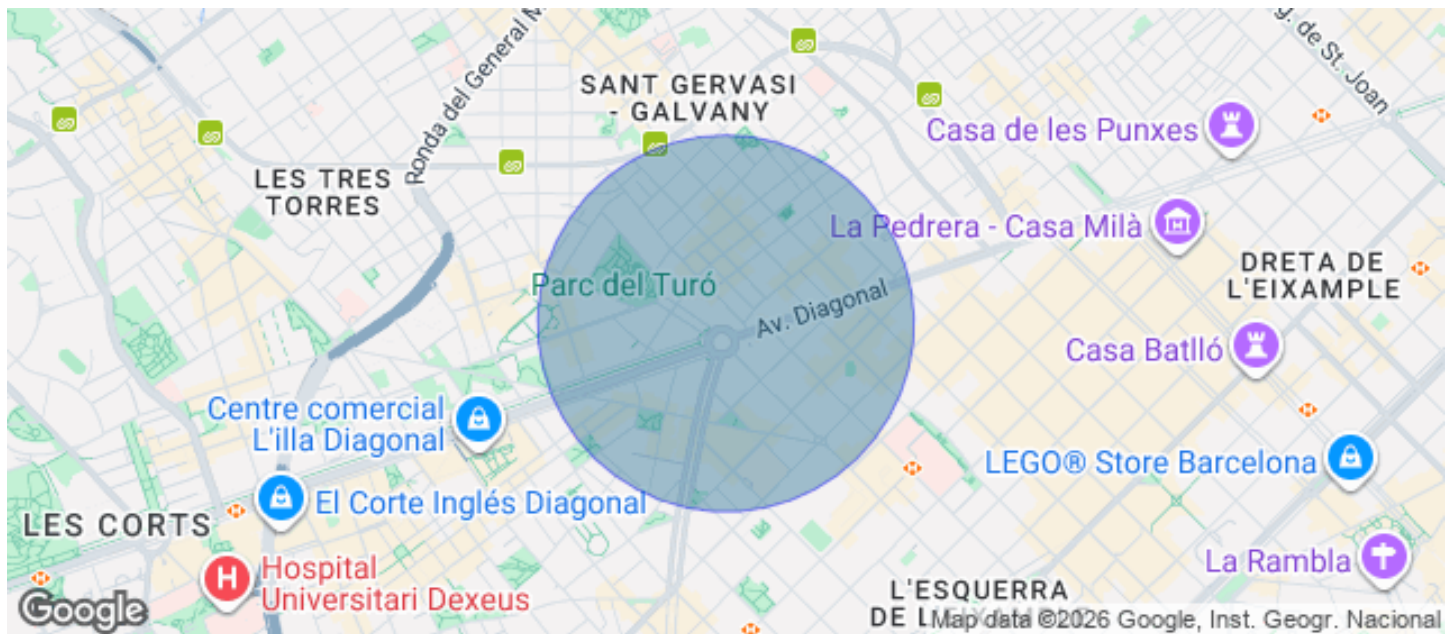 Ronda del General M
g. de St. Joan
SANT GERVASI
- GALVANY
Casa de les Punxes
LES TRES
TORRES
La Pedrera - Casa Milà
DRETA DE
L'EIXAMPLE
Parc del Turó
Av. Diagonal
Casa Batlló
Centre comercial
L'illa Diagonal
LEGO® Store Barcelona
El Corte Inglés Diagonal
LES CORTS
La Rambla
H
Hospital
Universitari Dexeus
L'ESQUERRA
DE L'EIXAMPLE
Google
Map data ©2026 Google, Inst. Geogr. Nacional